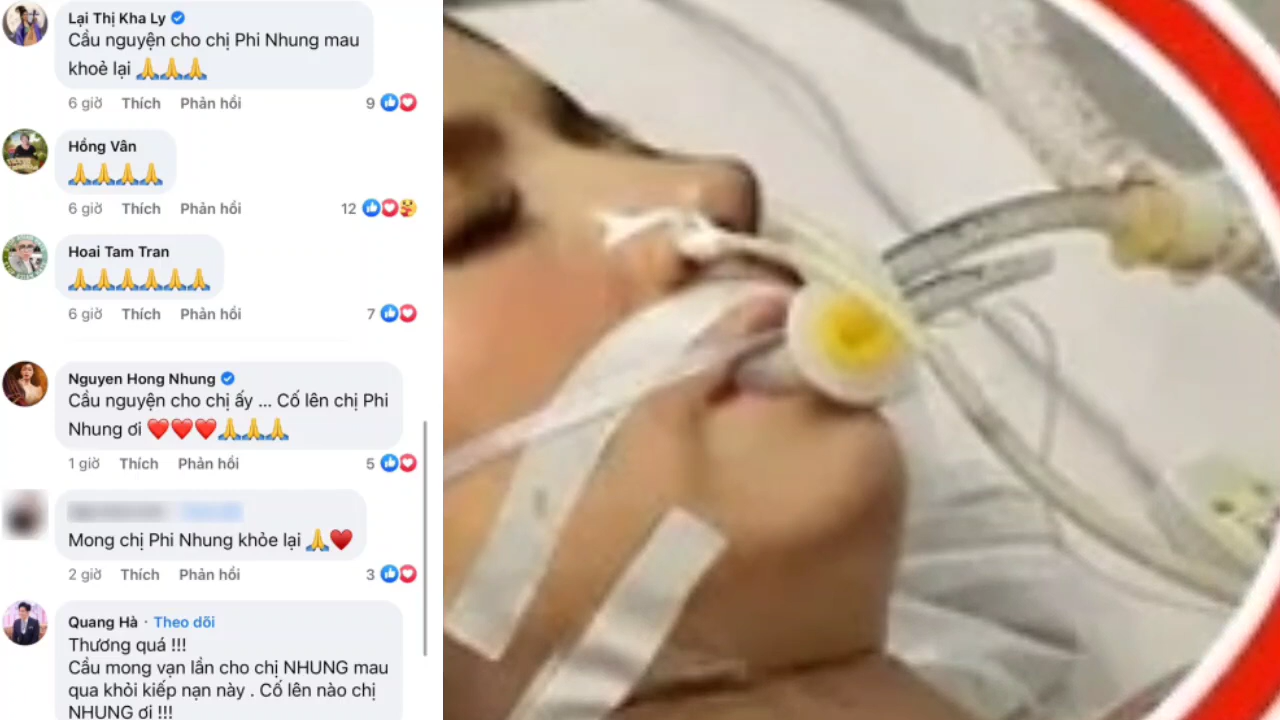 Lại Thị Kha Ly
Cầu nguyện cho chị Phi Nhung mau
khoẻ lại 🙏🙏🙏
6 giờ Thích Phản hồi 9
Hồng Vân
🙏🙏🙏🙏
6 giờ Thích Phản hồi 12
Hoai Tam Tran
🙏🙏🙏🙏🙏🙏
6 giờ Thích Phản hồi 7
Nguyen Hong Nhung
Cầu nguyện cho chị ấy ... Cố lên chị Phi
Nhung ơi ❤️❤️❤️🙏🙏🙏
1 giờ Thích Phản hồi 5
Mong chị Phi Nhung khỏe lại 🙏❤️
2 giờ Thích Phản hồi 3
Quang Hà · Theo dõi
Thương quá !!!
Cầu mong vạn lần cho chị NHUNG mau
qua khỏi kiếp nạn này . Cố lên nào chị
NHUNG ơi !!!